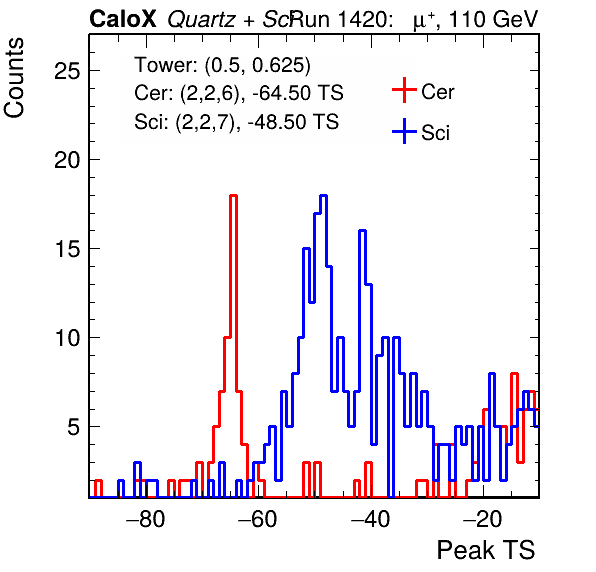 CaloX Quartz + Sci Run 1420: μ+, 110 GeV
Counts
Tower: (0.5, 0.625)
Cer: (2,2,6), -64.50 TS
Sci: (2,2,7), -48.50 TS
Cer
Sci
25
20
15
10
5
−80 −60 −40 −20
Peak TS